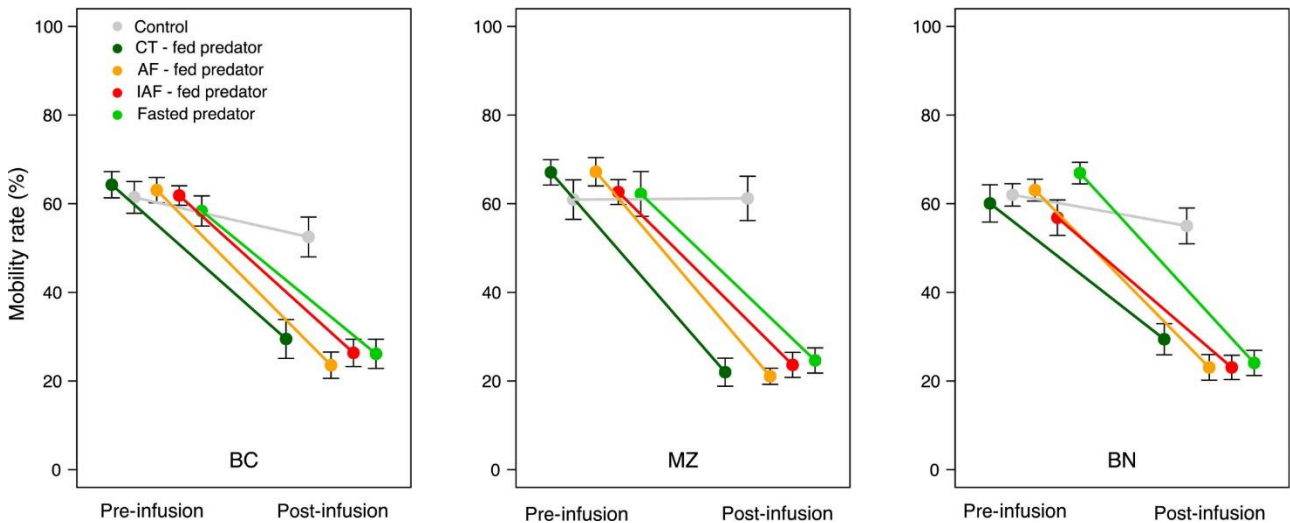 Mobility rate (%)
100
80
60
40
20
0
Control
CT - fed predator
AF - fed predator
IAF - fed predator
Fasted predator
BC
Pre-infusion
Post-infusion
100
80
60
40
20
0
MZ
Pre-infusion
Post-infusion
100
80
60
40
20
0
BN
Pre-infusion
Post-infusion